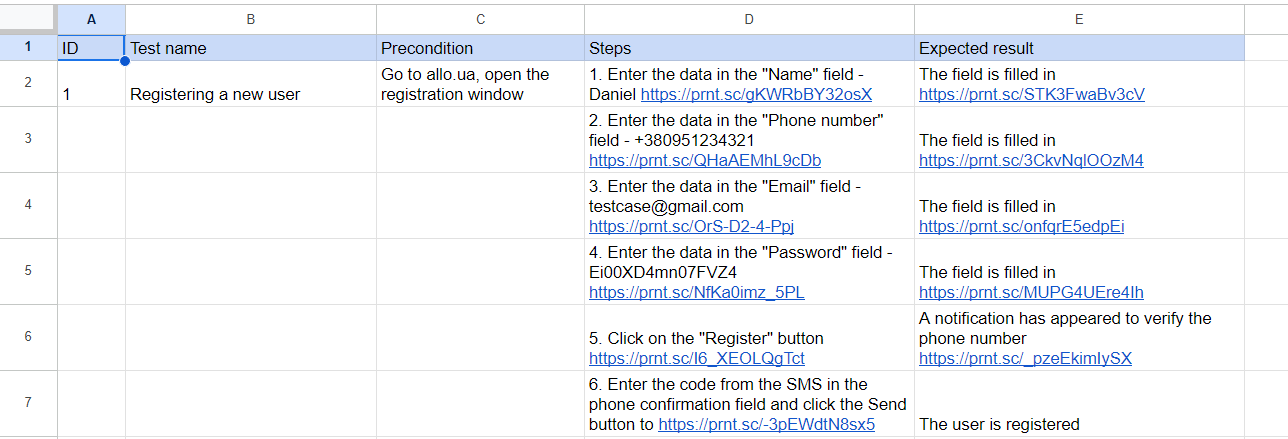 A B C D E
1 ID Test name Precondition Steps Expected result
2
1
Registering a new user
Go to allo.ua, open the
registration window
1. Enter the data in the "Name" field -
Daniel https://prnt.sc/gKWRbBY32osX
The field is filled in
https://prnt.sc/STK3FwaBv3cV
3
2. Enter the data in the "Phone number"
field - +380951234321
https://prnt.sc/QHaAEMhL9cDb
The field is filled in
https://prnt.sc/3CkvNqlOOzM4
4
3. Enter the data in the "Email" field -
testcase@gmail.com
https://prnt.sc/OrS-D2-4-Ppj
The field is filled in
https://prnt.sc/onfqrE5edpEi
5
4. Enter the data in the "Password" field -
Ei00XD4mn07FVZ4
https://prnt.sc/NfKa0imz_5PL
The field is filled in
https://prnt.sc/MUPG4UEre4Ih
6
5. Click on the "Register" button
https://prnt.sc/I6_XEOLQgTct
A notification has appeared to verify the
phone number
https://prnt.sc/_pzeEkimIySX
7
6. Enter the code from the SMS in the
phone confirmation field and click the Send
button to https://prnt.sc/-3pEWdtN8sx5
The user is registered